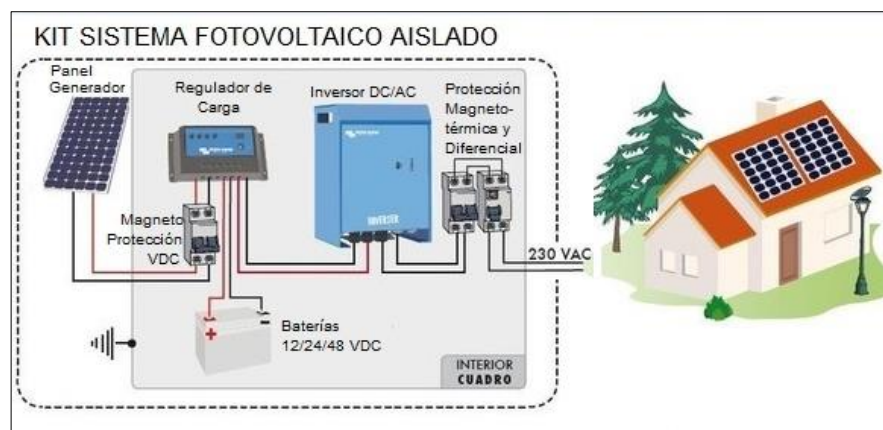 KIT SISTEMA FOTOVOLTAICO AISLADO
Panel
Generador
Regulador de
Carga
Inversor DC/AC
Protección
Magneto-
térmica y
Diferencial
Magneto
Protección
VDC
INVERTER
230 VAC
Baterías
12/24/48 VDC
INTERIOR
CUADRO